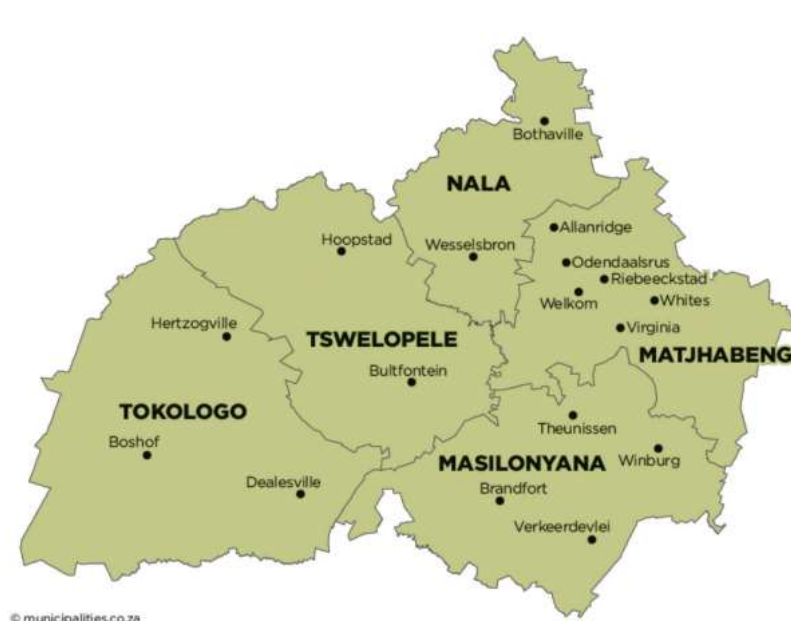 Bothaville
NALA
Allanridge
Hoopstad
Wesselsbron
Odendaalsrus
Riebeeckstad
Welkom
Whites
Hertzogville
Virginia
TSWELOPELE
MATJHABENG
Bultfontein
TOKOLOGO
Theunissen
Boshof
MASILONYANA
Winburg
Dealesville
Brandfort
Verkeerdevlei
© municipalities.co.za